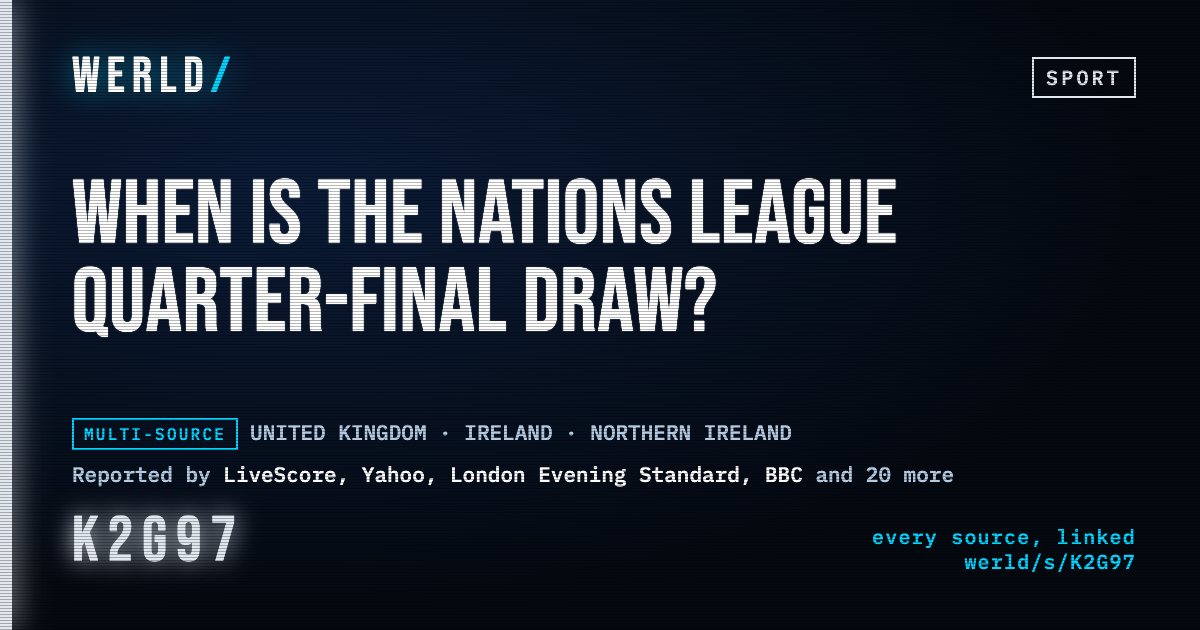 WERLD/
SPORT
WHEN IS THE NATIONS LEAGUE
QUARTER-FINAL DRAW?
MULTI-SOURCE UNITED KINGDOM · IRELAND · NORTHERN IRELAND
Reported by LiveScore, Yahoo, London Evening Standard, BBC and 20 more
K2G97
every source, linked
werld/s/K2G97